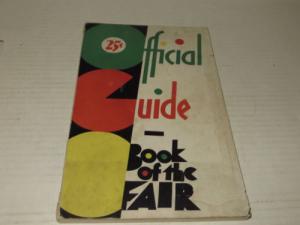 25¢
Official
Guide
Book
of the
FAIR